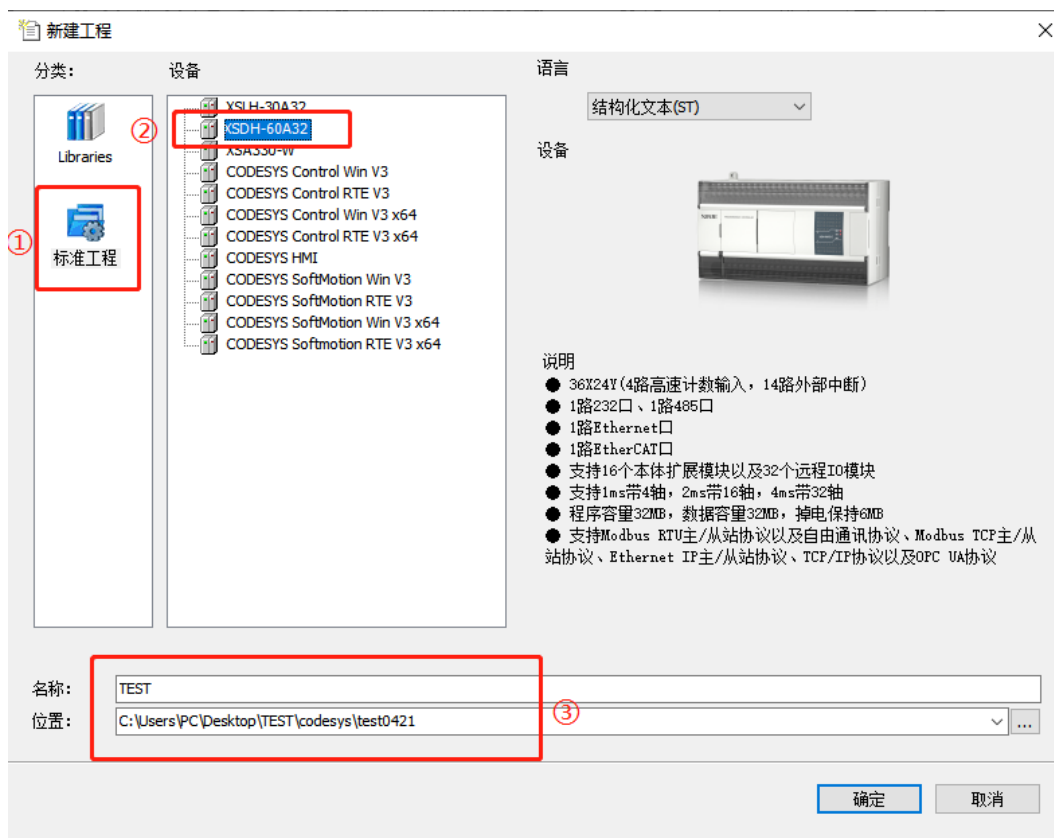 新建工程
分类:
设备
语言
Libraries
①
标准工程
②
XSLH-30A32
XSDH-60A32
XSA330-W
CODESYS Control Win V3
CODESYS Control RTE V3
CODESYS Control Win V3 x64
CODESYS Control RTE V3 x64
CODESYS HMI
CODESYS SoftMotion Win V3
CODESYS SoftMotion RTE V3
CODESYS SoftMotion Win V3 x64
CODESYS Softmotion RTE V3 x64
结构化文本(ST)
设备
说明
● 36X24Y(4路高速计数输入，14路外部中断)
● 1路232口、1路485口
● 1路Ethernet口
● 1路EtherCAT口
● 支持16个本体扩展模块以及32个远程IO模块
● 支持1ms带4轴，2ms带16轴，4ms带32轴
● 程序容量32MB，数据容量32MB，掉电保持6MB
● 支持Modbus RTU主/从站协议以及自由通讯协议、Modbus TCP主/从
站协议、Ethernet IP主/从站协议、TCP/IP协议以及OPC UA协议
名称:
TEST
位置:
C:\Users\PC\Desktop\TEST\codesys\test0421
...
③
确定
取消